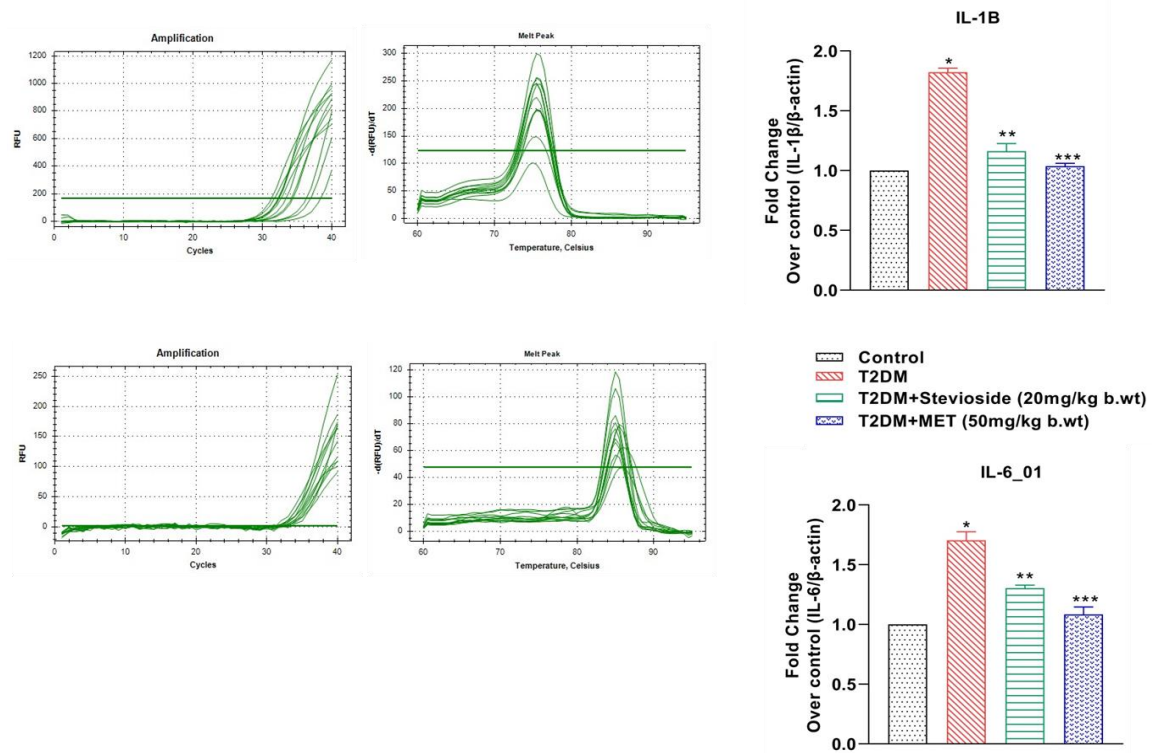 Amplification
1200
1000
800
600
400
200
0
RFU
0 10 20 30 40
Cycles
Melt Peak
300
250
200
150
100
50
0
-d(RFU)/dT
60 70 80 90
Temperature, Celsius
IL-1B
Fold Change
Over control (IL-1β/β-actin)
2.0
1.5
1.0
0.5
0.0
*
**
***
Amplification
250
200
150
100
50
0
RFU
0 10 20 30 40
Cycles
Melt Peak
120
100
80
60
40
20
0
-d(RFU)/dT
60 70 80 90
Temperature, Celsius
Control
T2DM
T2DM+Stevioside (20mg/kg b.wt)
T2DM+MET (50mg/kg b.wt)
IL-6_01
Fold Change
Over control (IL-6/β-actin)
2.0
1.5
1.0
0.5
0.0
*
**
***